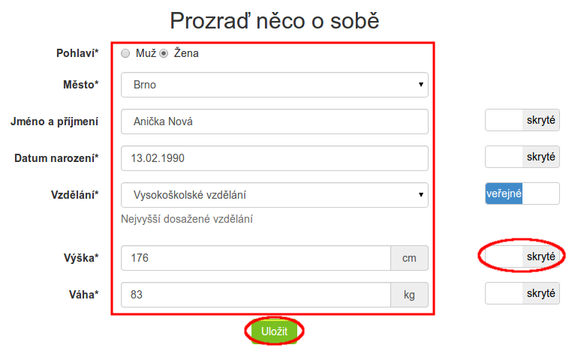 Prozraď něco o sobě
Pohlaví* Muž Žena
Město* Brno
Jméno a příjmení Anička Nová skryté
Datum narození* 13.02.1990 skryté
Vzdělání* Vysokoškolské vzdělání veřejné
Nejvyšší dosažené vzdělání
Výška* 176 cm skryté
Váha* 83 kg skryté
Uložit